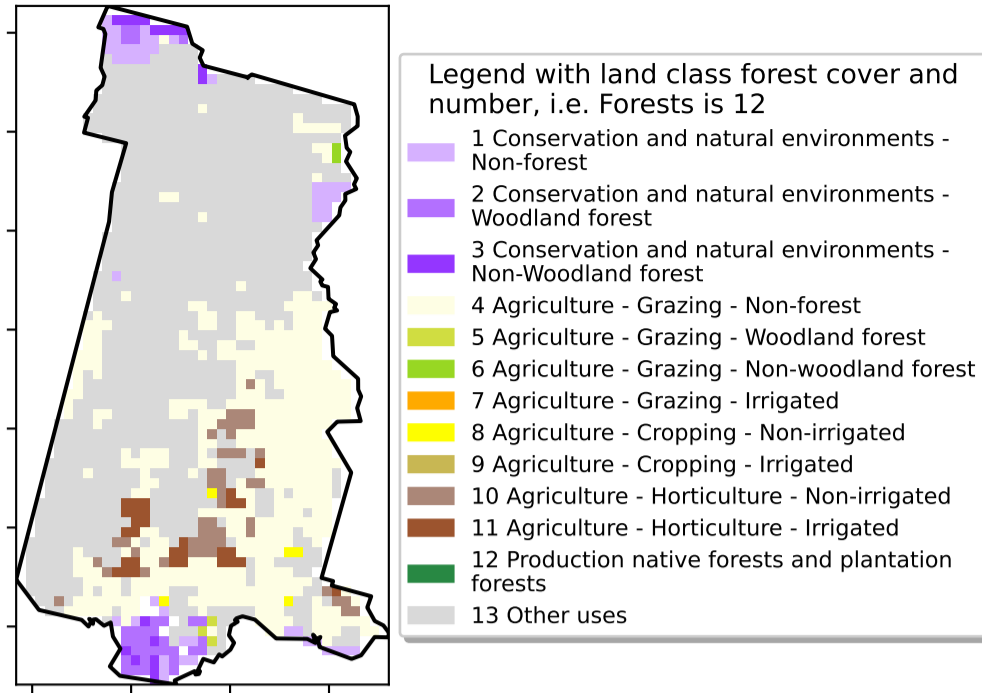 Legend with land class forest cover and
number, i.e. Forests is 12
1 Conservation and natural environments -
Non-forest
2 Conservation and natural environments -
Woodland forest
3 Conservation and natural environments -
Non-Woodland forest
4 Agriculture - Grazing - Non-forest
5 Agriculture - Grazing - Woodland forest
6 Agriculture - Grazing - Non-woodland forest
7 Agriculture - Grazing - Irrigated
8 Agriculture - Cropping - Non-irrigated
9 Agriculture - Cropping - Irrigated
10 Agriculture - Horticulture - Non-irrigated
11 Agriculture - Horticulture - Irrigated
12 Production native forests and plantation
forests
13 Other uses